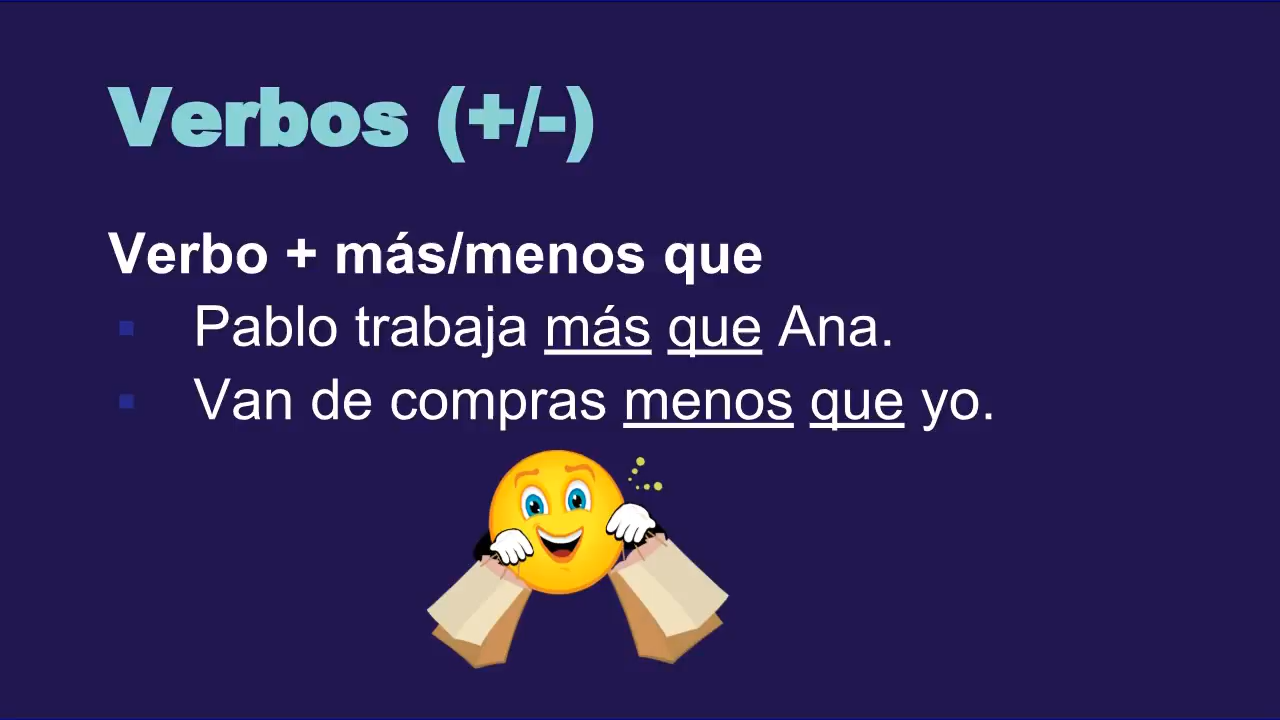 Verbos (+/-)
Verbo + más/menos que
Pablo trabaja más que Ana.
Van de compras menos que yo.